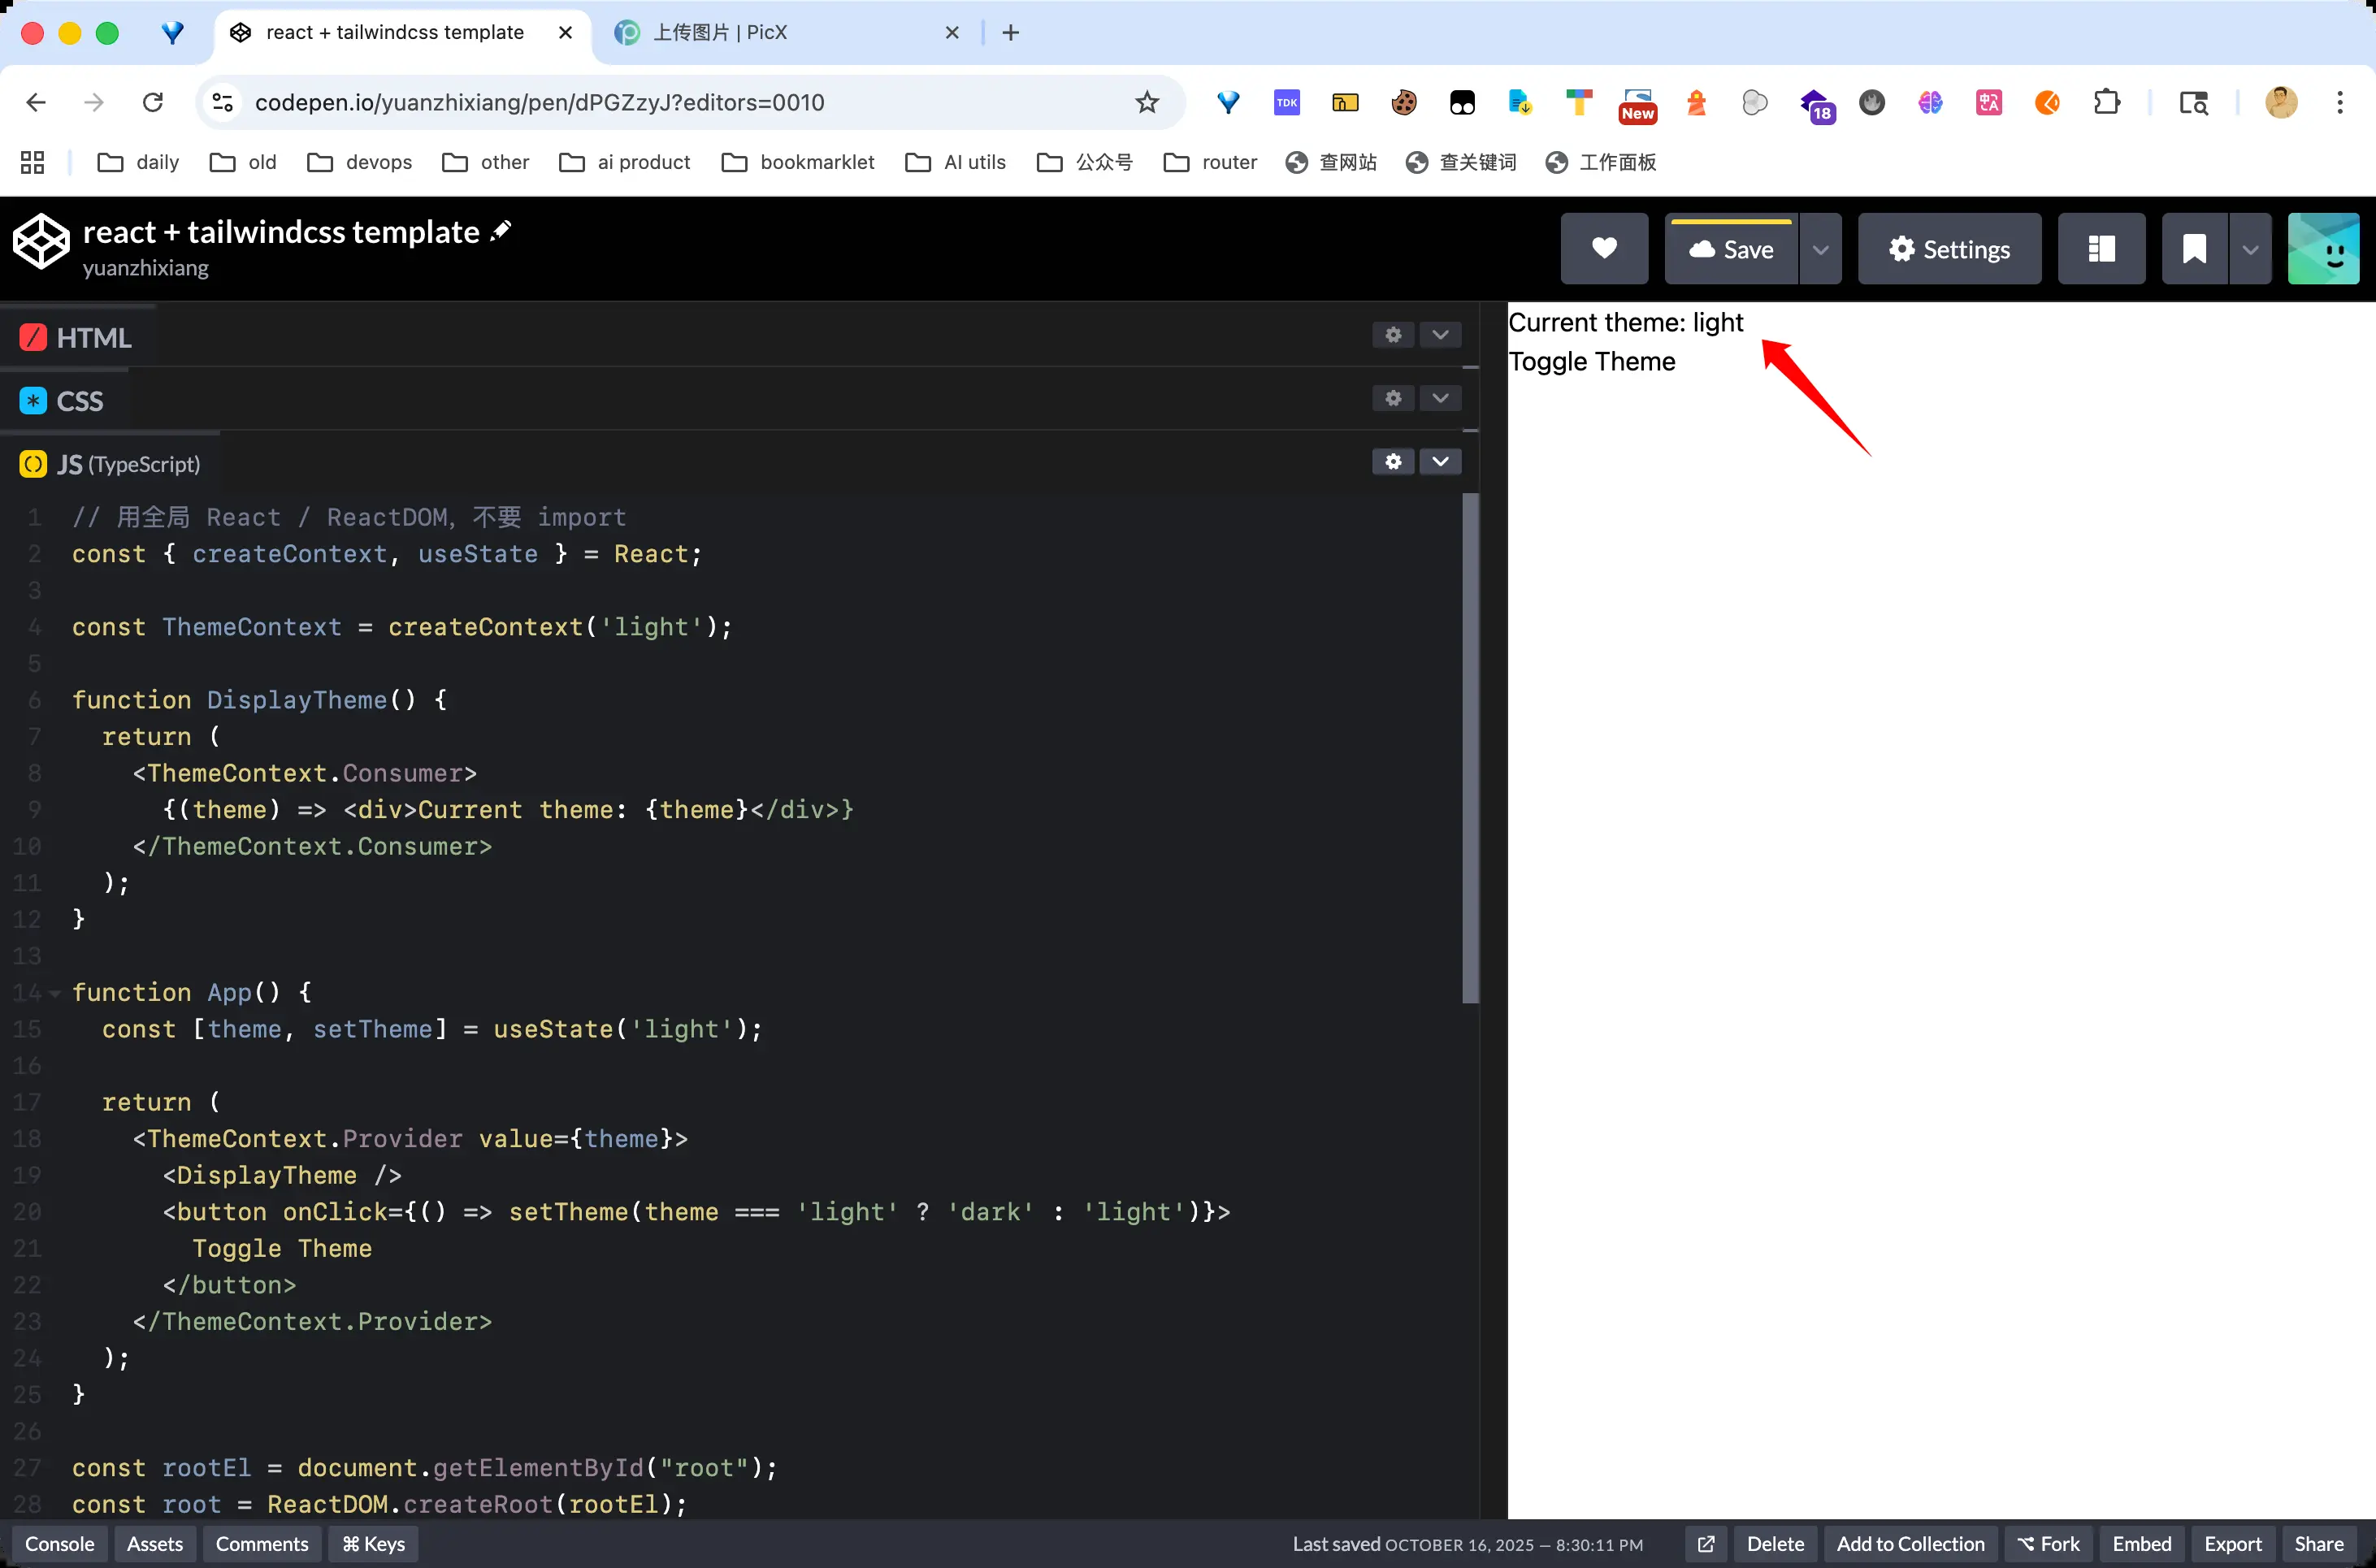 react + tailwindcss template
上传图片 | PicX
codepen.io/yuanzhixiang/pen/dPGZzyJ?editors=0010
TDK
New
18
daily
old
devops
other
ai product
bookmarklet
AI utils
公众号
router
查网站
查关键词
工作面板
react + tailwindcss template
yuanzhixiang
Save
Settings
HTML
CSS
JS (TypeScript)
1 // 用全局 React / ReactDOM，不要 import
2 const { createContext, useState } = React;
3
4 const ThemeContext = createContext('light');
5
6 function DisplayTheme() {
7 return (
8 <ThemeContext.Consumer>
9 {(theme) => <div>Current theme: {theme}</div>}
10 </ThemeContext.Consumer>
11 );
12 }
13
14 function App() {
15 const [theme, setTheme] = useState('light');
16
17 return (
18 <ThemeContext.Provider value={theme}>
19 <DisplayTheme />
20 <button onClick={() => setTheme(theme === 'light' ? 'dark' : 'light')}>
21 Toggle Theme
22 </button>
23 </ThemeContext.Provider>
24 );
25 }
26
27 const rootEl = document.getElementById("root");
28 const root = ReactDOM.createRoot(rootEl);
Current theme: light
Toggle Theme
Console
Assets
Comments
⌘ Keys
Last saved OCTOBER 16, 2025 — 8:30:11 PM
Delete
Add to Collection
Fork
Embed
Export
Share